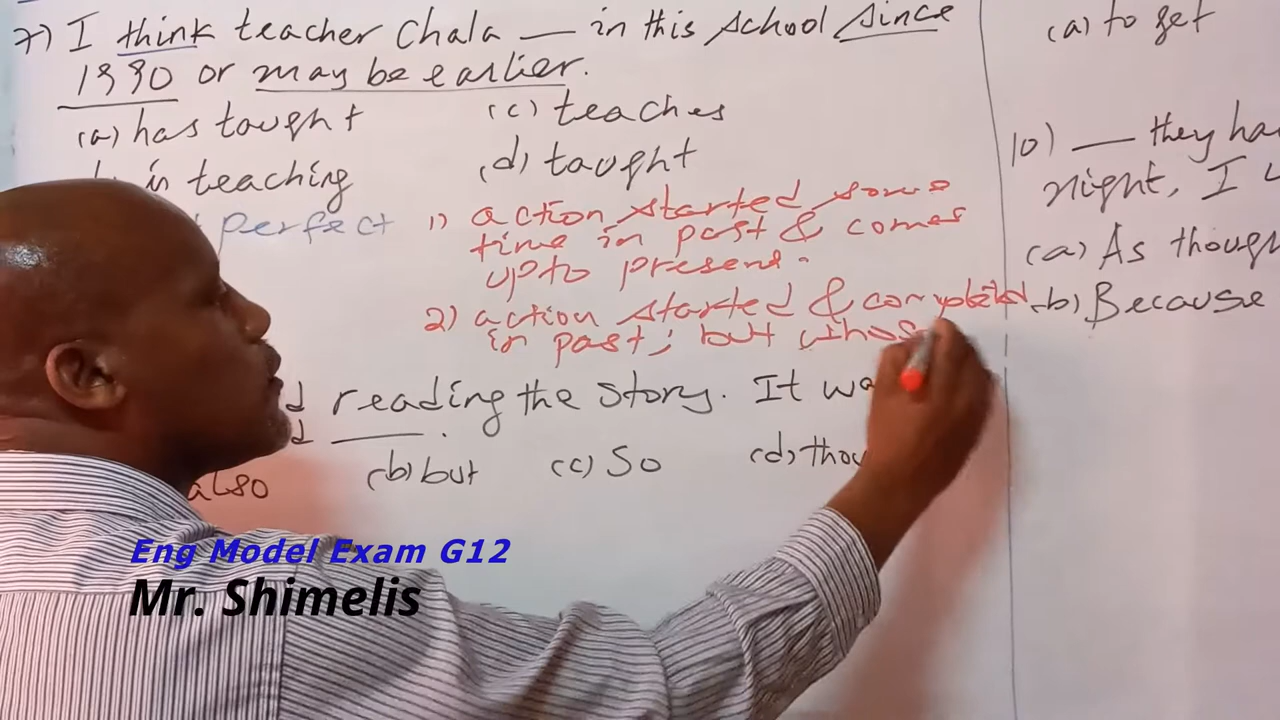 7) I think teacher Chala — in this school since
1990 or may be earlier.
(a) has taught
(c) teaches
is teaching
(d) taught
perfect
1) action started some
time in past & comes
upto present.
2) action started & completed
in past; but whos
reading the story. It wa
d ——.
also
(b) but
(c) So
(d) thou
(a) to get
10) — they ha
night, I
(a) As though
(b) Because
Eng Model Exam G12
Mr. Shimelis